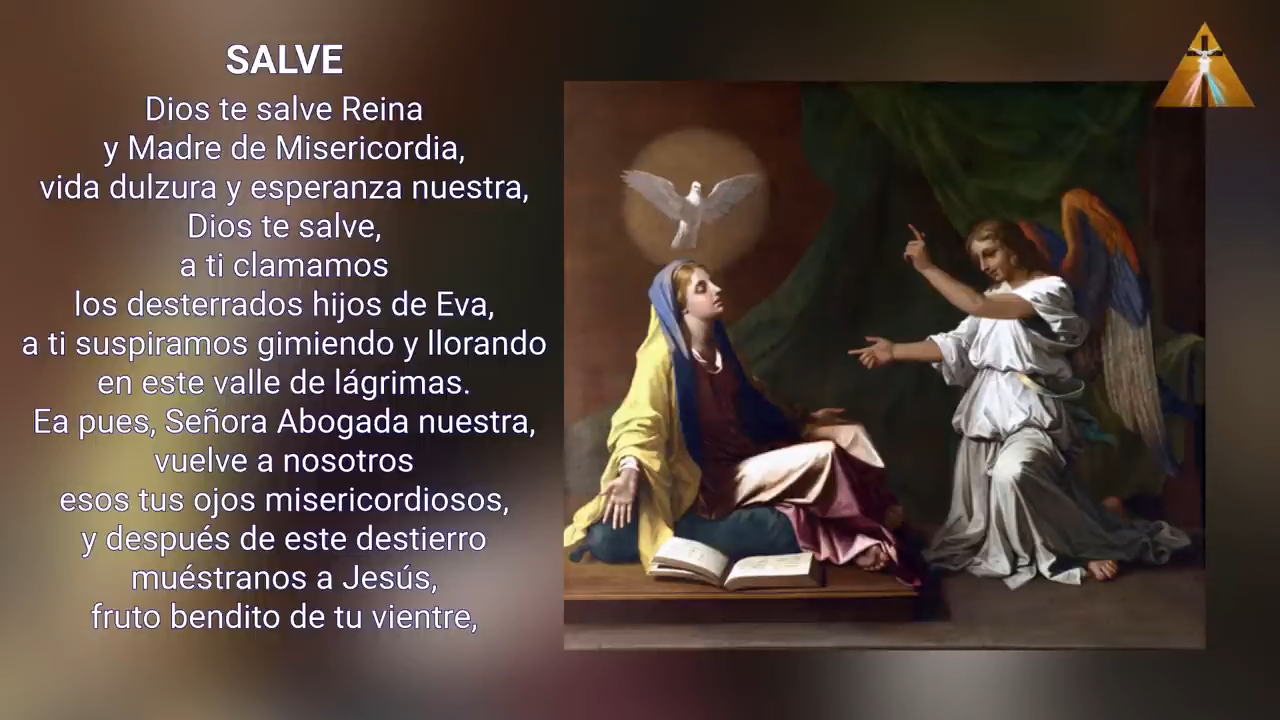 SALVE
Dios te salve Reina
y Madre de Misericordia,
vida dulzura y esperanza nuestra,
Dios te salve,
a ti clamamos
los desterrados hijos de Eva,
a ti suspiramos gimiendo y llorando
en este valle de lágrimas.
Ea pues, Señora Abogada nuestra,
vuelve a nosotros
esos tus ojos misericordiosos,
y después de este destierro
muéstranos a Jesús,
fruto bendito de tu vientre,